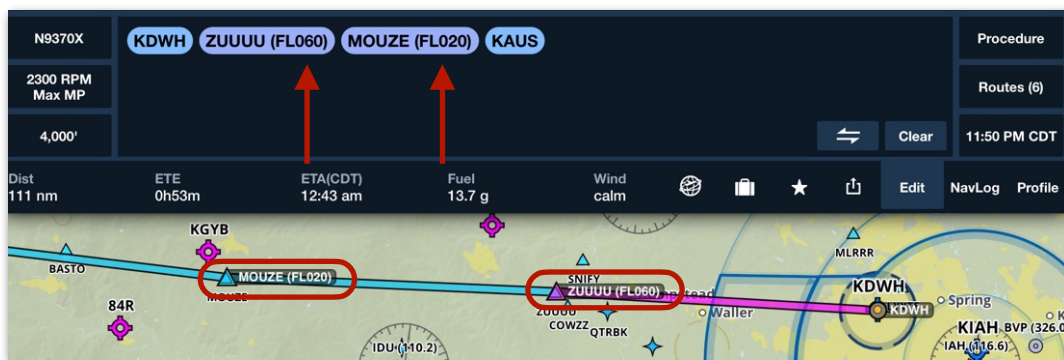 N9370X
KDWH ZUUUU (FL060) MOUZE (FL020) KAUS
Procedure
2300 RPM
Max MP
Routes (6)
4,000'
Clear
11:50 PM CDT
Dist
111 nm
ETE
0h53m
ETA(CDT)
12:43 am
Fuel
13.7 g
Wind
calm
Edit
NavLog
Profile
KGYB
BASTO
MOUZE (FL020)
MOUZE
84R
SNIFY
ZUUUU (FL060)
ZUUUU
COWZZ
QTRBK
Waller
MLRRR
KDWH
KDWH
Spring
KIAH
BVP (326.0
IAH (116.6)
IDU (110.2)